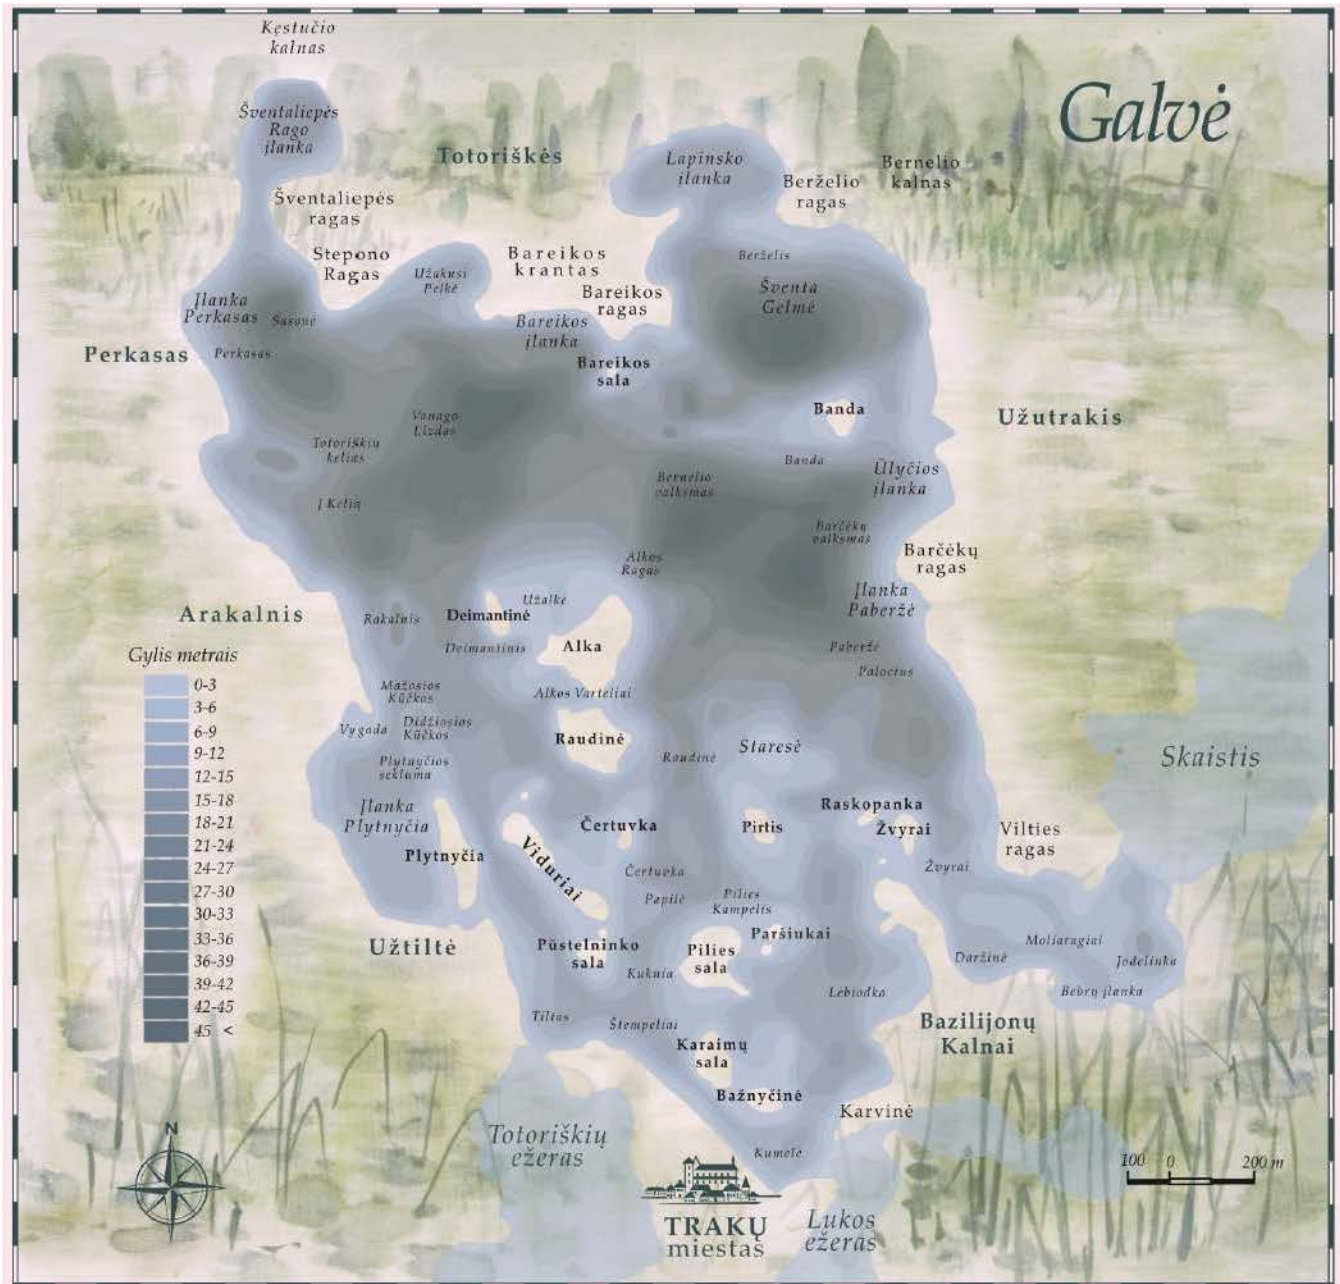 Kęstučio
kalnas
Galvė
Šventaliepės
Rago
įlanka
Totoriškės
Lapinsko
įlanka
Bernelio
kalnas
Berželio
ragas
Šventaliepės
ragas
Stepono
Ragas
Užakusi
Pelkė
Bareikos
krantas
Berželis
Šventa
Gelmė
Bareikos
ragas
Įlanka
Perkasas
Sasonė
Bareikos
įlanka
Perkasas
Perkasas
Bareikos
sala
Banda
Užutrakis
Vanago
Lizdas
Totoriškių
kelias
Banda
Ūlyčios
įlanka
Bernelio
valksmas
Į Kelią
Barčėkų
valksmas
Barčėkų
ragas
Alkos
Ragas
Įlanka
Paberžė
Užalkė
Arakalnis
Rakalnis
Deimantinė
Deimantinis
Alka
Paberžė
Paloctus
Gylis metrais
0-3
3-6
6-9
9-12
12-15
15-18
18-21
21-24
24-27
27-30
30-33
33-36
36-39
39-42
42-45
45 <
Mažosios
Kūčkos
Alkos Varteliai
Vygada
Didžiosios
Kūčkos
Raudinė
Raudinė
Staresė
Skaistis
Plytnyčios
sekluma
Įlanka
Plytnyčia
Čertuvka
Pirtis
Raskopanka
Žvyrai
Vilties
ragas
Plytnyčia
Viduriai
Čertuvka
Žvyrai
Papilė
Pilies
Kampelis
Užtiltė
Pūstelninko
sala
Pilies
sala
Paršiukai
Moliaragiai
Daržinė
Jodelinka
Kuknia
Lebiodka
Bebrų įlanka
Tiltas
Štempeliai
Bazilijonų
Kalnai
Karaimų
sala
Bažnyčinė
Karvinė
Totoriškių
ežeras
Kumelė
N
100 0 200 m
TRAKŲ
miestas
Lukos
ežeras